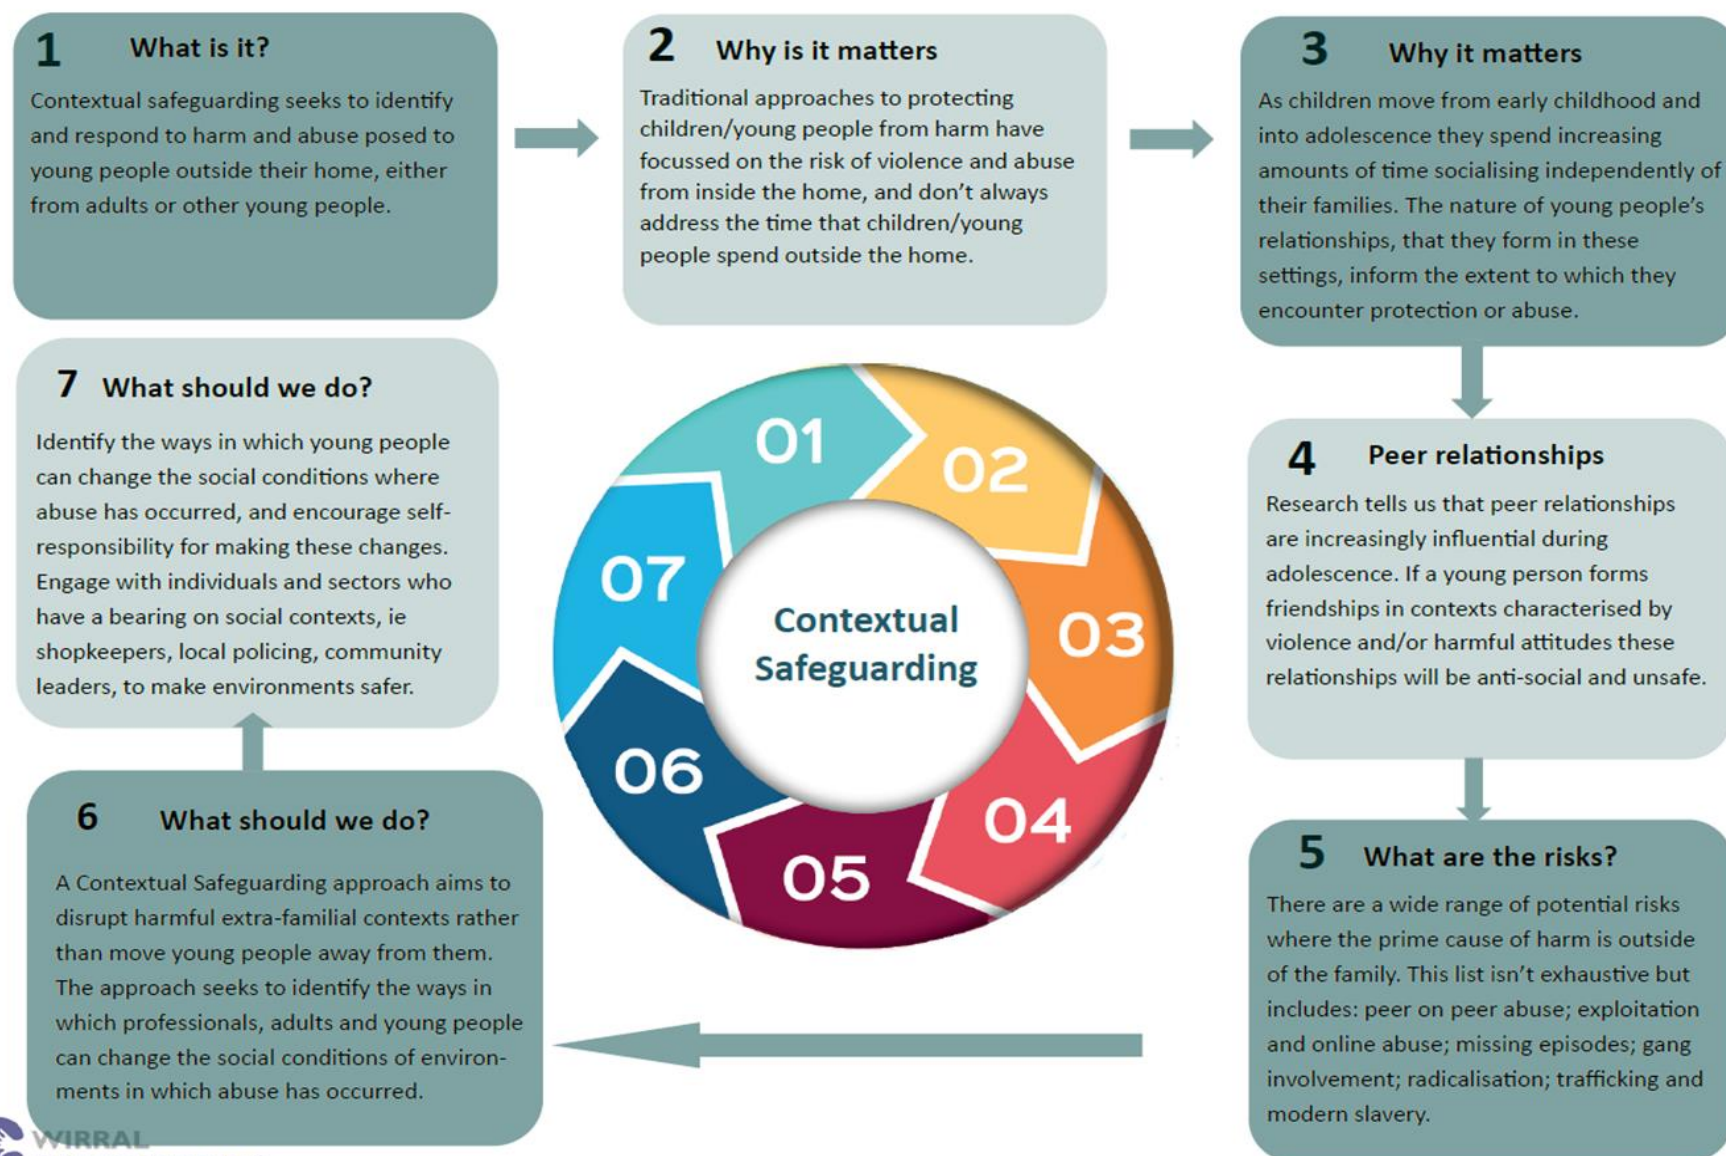 1 What is it?
Contextual safeguarding seeks to identify
and respond to harm and abuse posed to
young people outside their home, either
from adults or other young people.
2 Why is it matters
Traditional approaches to protecting
children/young people from harm have
focussed on the risk of violence and abuse
from inside the home, and don't always
address the time that children/young
people spend outside the home.
3 Why it matters
As children move from early childhood and
into adolescence they spend increasing
amounts of time socialising independently of
their families. The nature of young people's
relationships, that they form in these
settings, inform the extent to which they
encounter protection or abuse.
4 Peer relationships
Research tells us that peer relationships
are increasingly influential during
adolescence. If a young person forms
friendships in contexts characterised by
violence and/or harmful attitudes these
relationships will be anti-social and unsafe.
5 What are the risks?
There are a wide range of potential risks
where the prime cause of harm is outside
of the family. This list isn't exhaustive but
includes: peer on peer abuse; exploitation
and online abuse; missing episodes; gang
involvement; radicalisation; trafficking and
modern slavery.
6 What should we do?
A Contextual Safeguarding approach aims to
disrupt harmful extra-familial contexts rather
than move young people away from them.
The approach seeks to identify the ways in
which professionals, adults and young people
can change the social conditions of environ-
ments in which abuse has occurred.
7 What should we do?
Identify the ways in which young people
can change the social conditions where
abuse has occurred, and encourage self-
responsibility for making these changes.
Engage with individuals and sectors who
have a bearing on social contexts, ie
shopkeepers, local policing, community
leaders, to make environments safer.
01
02
03
04
05
06
07
Contextual
Safeguarding
WIRRAL